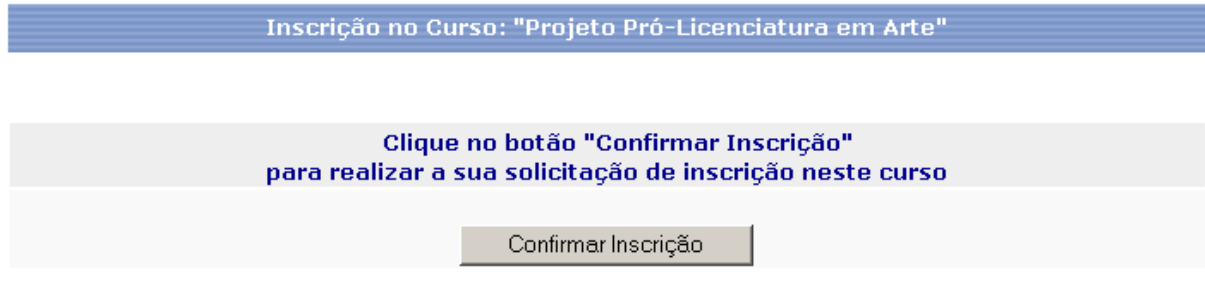 Inscrição no Curso: "Projeto Pró-Licenciatura em Arte"
Clique no botão "Confirmar Inscrição"
para realizar a sua solicitação de inscrição neste curso
Confirmar Inscrição